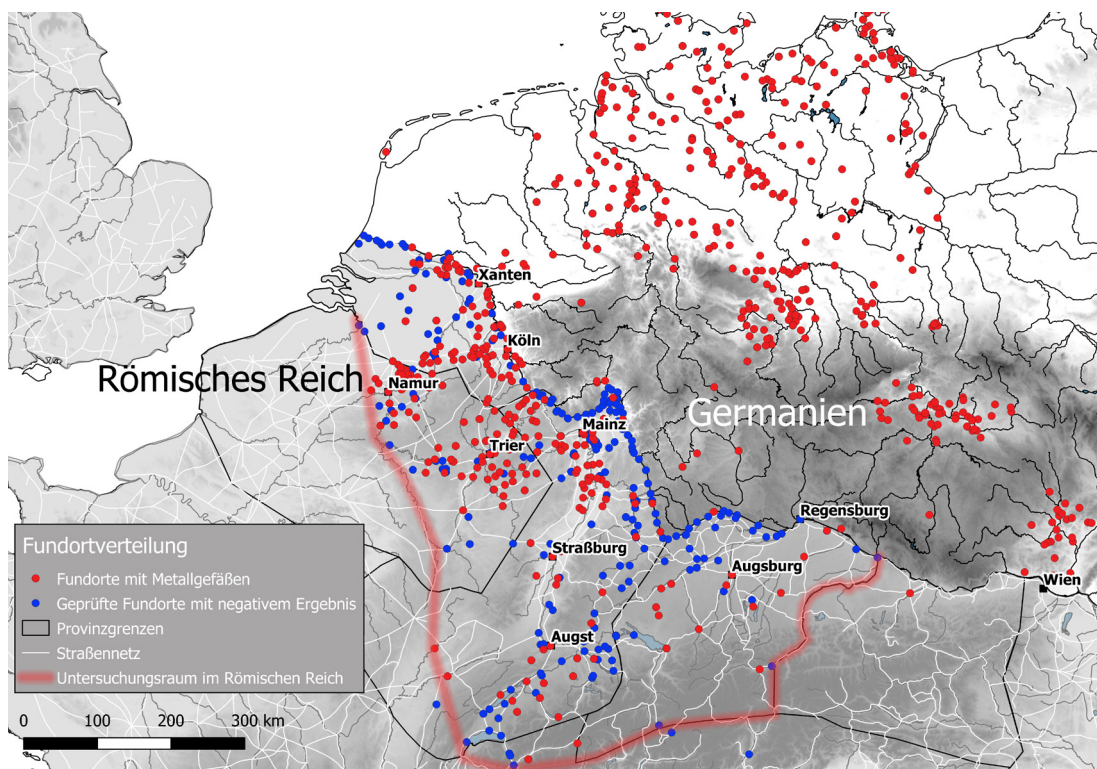 Xanten
Köln
Römisches Reich
Namur
Germanien
Mainz
Trier
Regensburg
Straßburg
Augsburg
Wien
Augst
Fundortverteilung
Fundorte mit Metallgefäßen
Geprüfte Fundorte mit negativem Ergebnis
Provinzgrenzen
Straßennetz
Untersuchungsraum im Römischen Reich
0 100 200 300 km